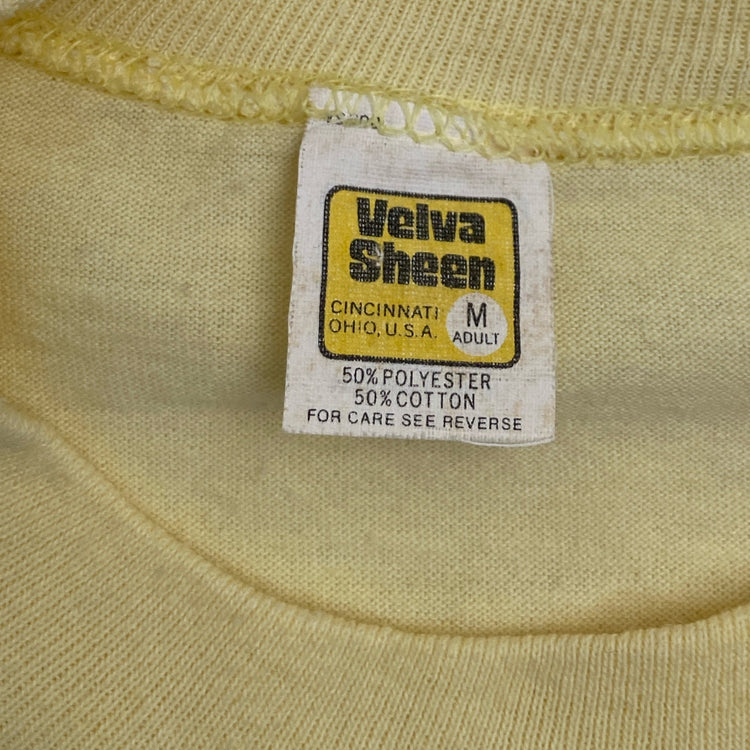 Velva
Sheen
CINCINNATI
OHIO, U.S.A.
M
ADULT
50% POLYESTER
50% COTTON
FOR CARE SEE REVERSE